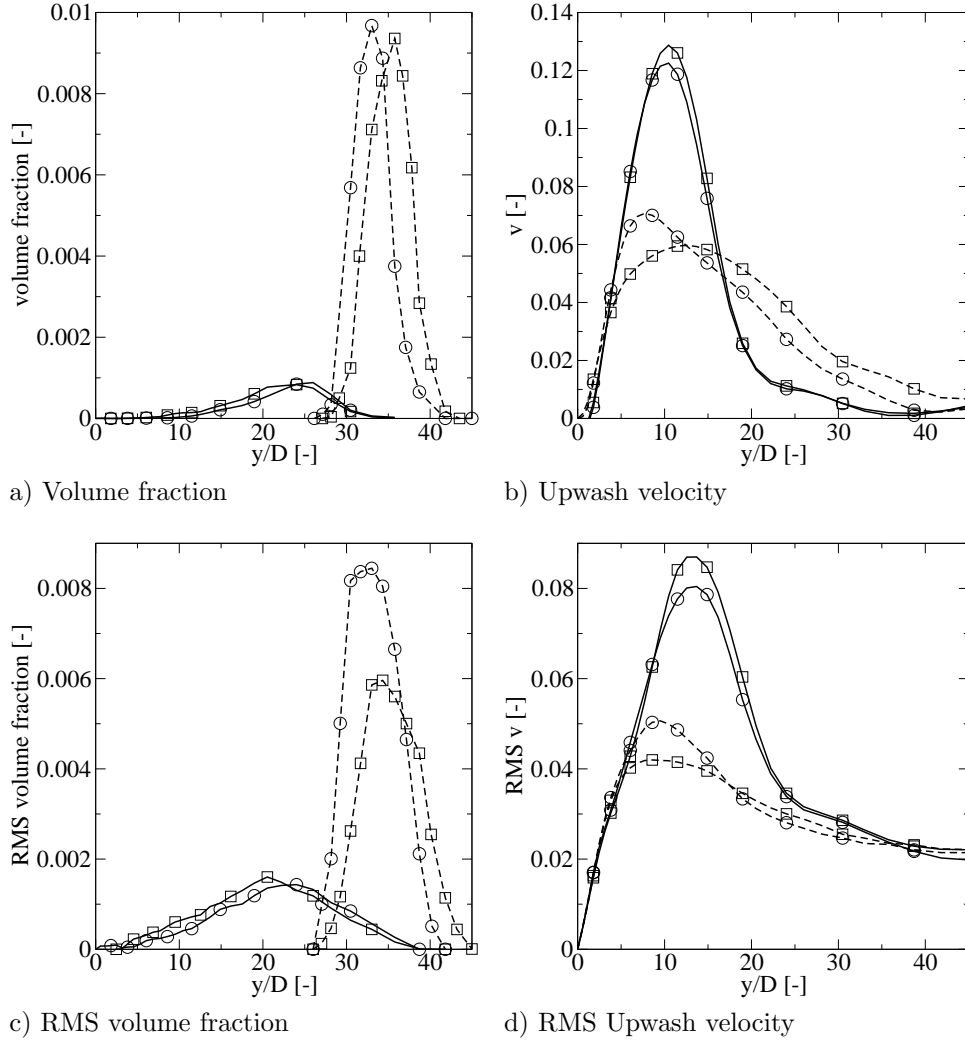 0.01
0.008
0.006
0.004
0.002
0
volume fraction [-]
0 10 20 30 40
y/D [-]
a) Volume fraction
0.14
0.12
0.10
0.08
0.06
0.04
0.02
0
v [-]
0 10 20 30 40
y/D [-]
b) Upwash velocity
0.008
0.006
0.004
0.002
0
RMS volume fraction [-]
0 10 20 30 40
y/D [-]
c) RMS volume fraction
0.08
0.06
0.04
0.02
0
RMS v [-]
0 10 20 30 40
y/D [-]
d) RMS Upwash velocity